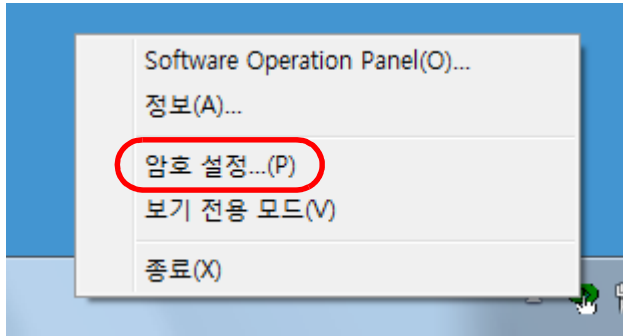 Software Operation Panel(O)...
정보(A)...
암호 설정...(P)
보기 전용 모드(V)
종료(X)